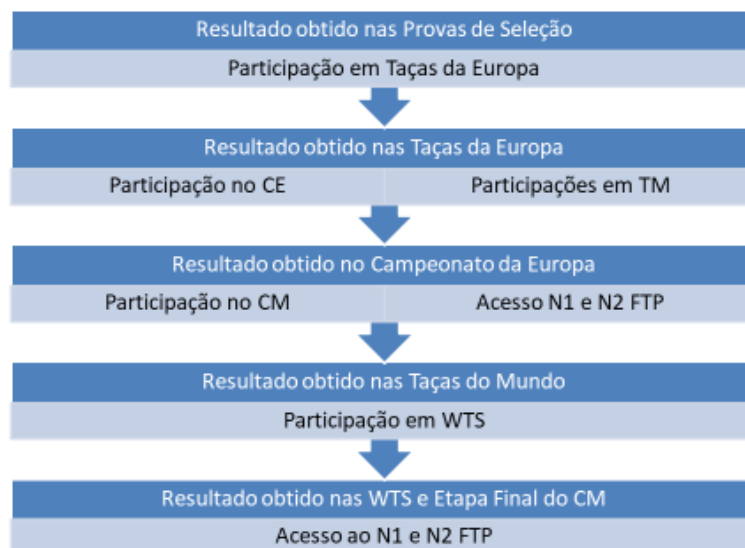 Resultado obtido nas Provas de Seleção
Participação em Taças da Europa
Resultado obtido nas Taças da Europa
Participação no CE
Participações em TM
Resultado obtido no Campeonato da Europa
Participação no CM
Acesso N1 e N2 FTP
Resultado obtido nas Taças do Mundo
Participação em WTS
Resultado obtido nas WTS e Etapa Final do CM
Acesso ao N1 e N2 FTP